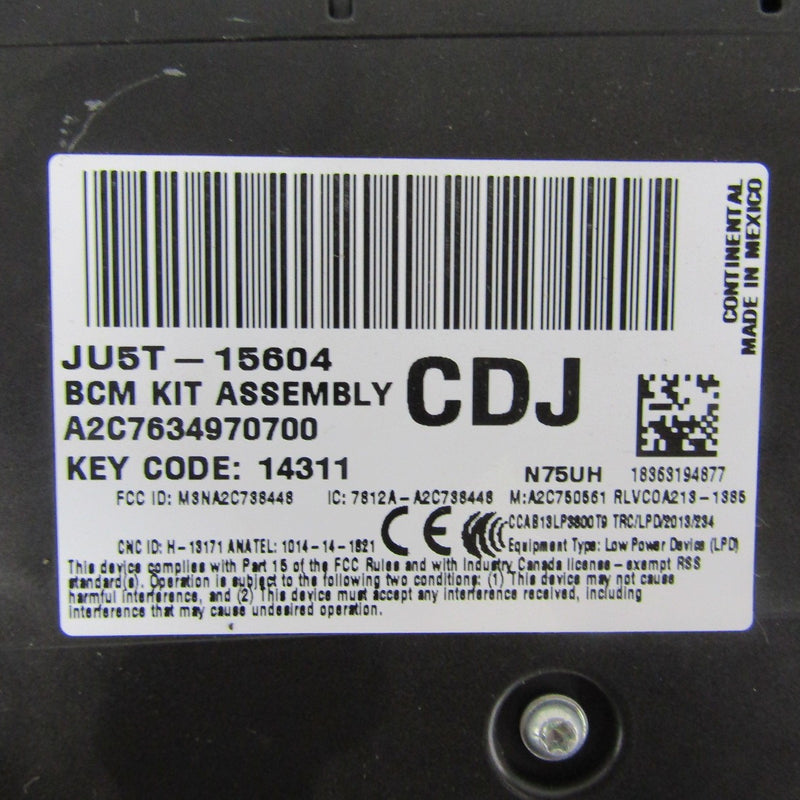 CONTINENTAL
MADE IN MEXICO
JU5T-15604
CDJ
BCM KIT ASSEMBLY
A2C7634970700
KEY CODE: 14311
N75UH
18363194877
FCC ID: M3NA2C738448 IC: 7812A-A2C738448 M:A2C750561 RLVCOA213-1385
CE
CCAB13LP3800T9 TRC/LPD/2013/234
CNC ID: H-13171 ANATEL: 1014-14-1821
Equipment Type: Low Power Device (LPD)
This device complies with Part 15 of the FCC Rules and with Industry Canada license-exempt RSS
standard(s). Operation is subject to the following two conditions: (1) This device may not cause
harmful interference, and (2) This device must accept any interference received, including
interference that may cause undesired operation.